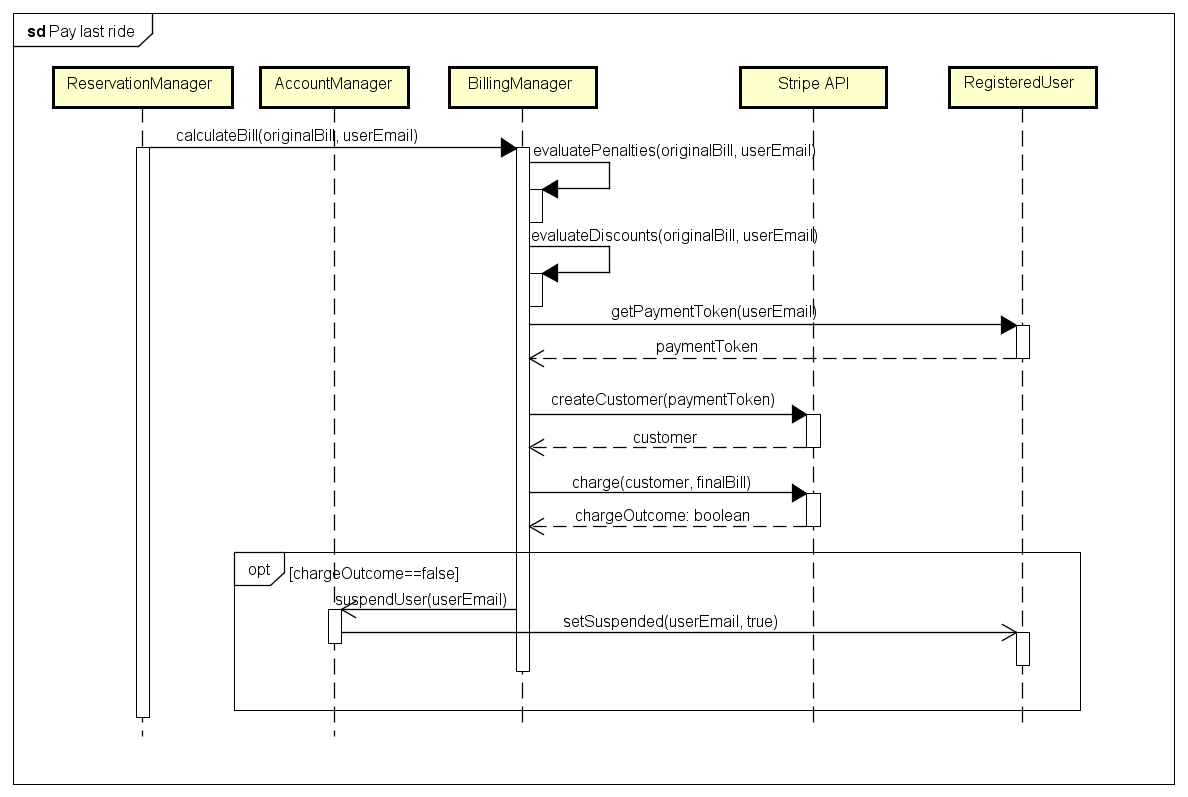 sd Pay last ride
ReservationManager
AccountManager
BillingManager
Stripe API
RegisteredUser
calculateBill(originalBill, userEmail)
evaluatePenalties(originalBill, userEmail)
evaluateDiscounts(originalBill, userEmail)
getPaymentToken(userEmail)
paymentToken
createCustomer(paymentToken)
customer
charge(customer, finalBill)
chargeOutcome: boolean
opt
[chargeOutcome==false]
suspendUser(userEmail)
setSuspended(userEmail, true)